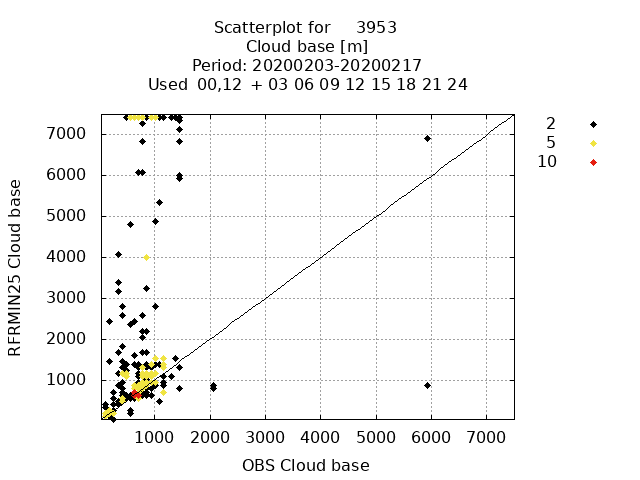 Scatterplot for 3953
Cloud base [m]
Period: 20200203-20200217
Used 00,12 + 03 06 09 12 15 18 21 24
2
5
10
7000
6000
5000
4000
3000
2000
1000
RFRMIN25 Cloud base
1000 2000 3000 4000 5000 6000 7000
OBS Cloud base